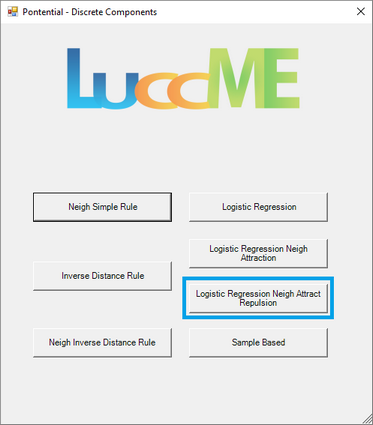 Pontential - Discrete Components
LuccME
Neigh Simple Rule
Logistic Regression
Logistic Regression Neigh
Attraction
Inverse Distance Rule
Logistic Regression Neigh Attract
Repulsion
Neigh Inverse Distance Rule
Sample Based